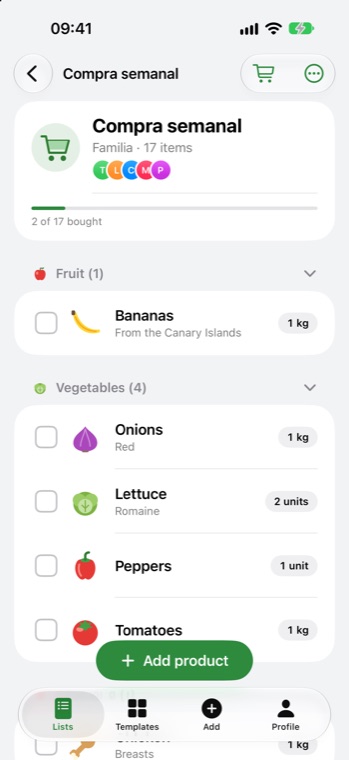 09:41
Compra semanal
Compra semanal
Familia · 17 items
T L C M P
2 of 17 bought
Fruit (1)
Bananas
From the Canary Islands
1 kg
Vegetables (4)
Onions
Red
1 kg
Lettuce
Romaine
2 units
Peppers
1 unit
Tomatoes
1 kg
+ Add product
Breasts
1 kg
Lists
Templates
Add
Profile